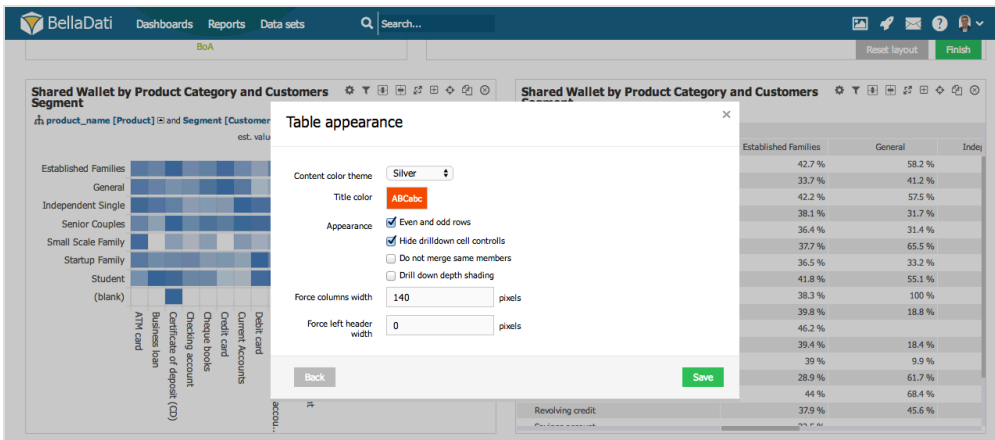 BellaDati Dashboards Reports Data sets Search...
BoA
Reset layout Finish
Shared Wallet by Product Category and Customers
Segment
product_name [Product] and Segment [Customer
est. valu
Established Families
General
Independent Single
Senior Couples
Small Scale Family
Startup Family
Student
(blank)
ATM card
Business loan
Certificate of deposit (CD)
Checking account
Cheque books
Credit card
Current Accounts
Debit card
accou..
Table appearance
Content color theme Silver
Title color ABCabc
Appearance Even and odd rows
Hide drilldown cell controlls
Do not merge same members
Drill down depth shading
Force columns width 140 pixels
Force left header
width 0 pixels
Back Save
Shared Wallet by Product Category and Customers
Established Families General Indep
42.7 % 58.2 %
33.7 % 41.2 %
42.2 % 57.5 %
38.1 % 31.7 %
36.4 % 31.4 %
37.7 % 65.5 %
36.5 % 33.2 %
41.8 % 55.1 %
38.3 % 100 %
39.8 % 18.8 %
46.2 %
39.4 % 18.4 %
39 % 9.9 %
28.9 % 61.7 %
44 % 68.4 %
Revolving credit 37.9 % 45.6 %